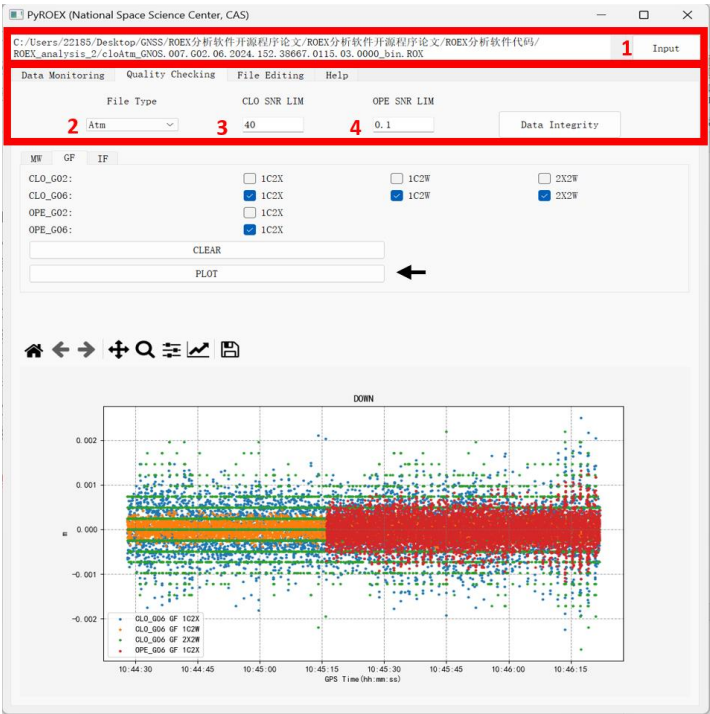 PyROEX (National Space Science Center, CAS)
C:/Users/22185/Desktop/GNSS/ROEX分析软件开源程序论文/ROEX分析软件开源程序论文/ROEX分析软件代码/
ROEX_analysis_2/cloAtm_GNOS.007.G02.06.2024.152.38667.0115.03.0000_bin.ROX
1 Input
Data Monitoring Quality Checking File Editing Help
File Type CLO SNR LIM OPE SNR LIM
2 Atm 3 40 4 0.1 Data Integrity
MW GF IF
CLO_G02: 1C2X 1C2W 2X2W
CLO_G06: 1C2X 1C2W 2X2W
OPE_G02: 1C2X
OPE_G06: 1C2X
CLEAR
PLOT
DOWN
0.002
0.001
0.000
-0.001
-0.002
m
CLO_G06 GF 1C2X
CLO_G06 GF 1C2W
CLO_G06 GF 2X2W
OPE_G06 GF 1C2X
10:44:30 10:44:45 10:45:00 10:45:15 10:45:30 10:45:45 10:46:00 10:46:15
GPS Time(hh:mm:ss)